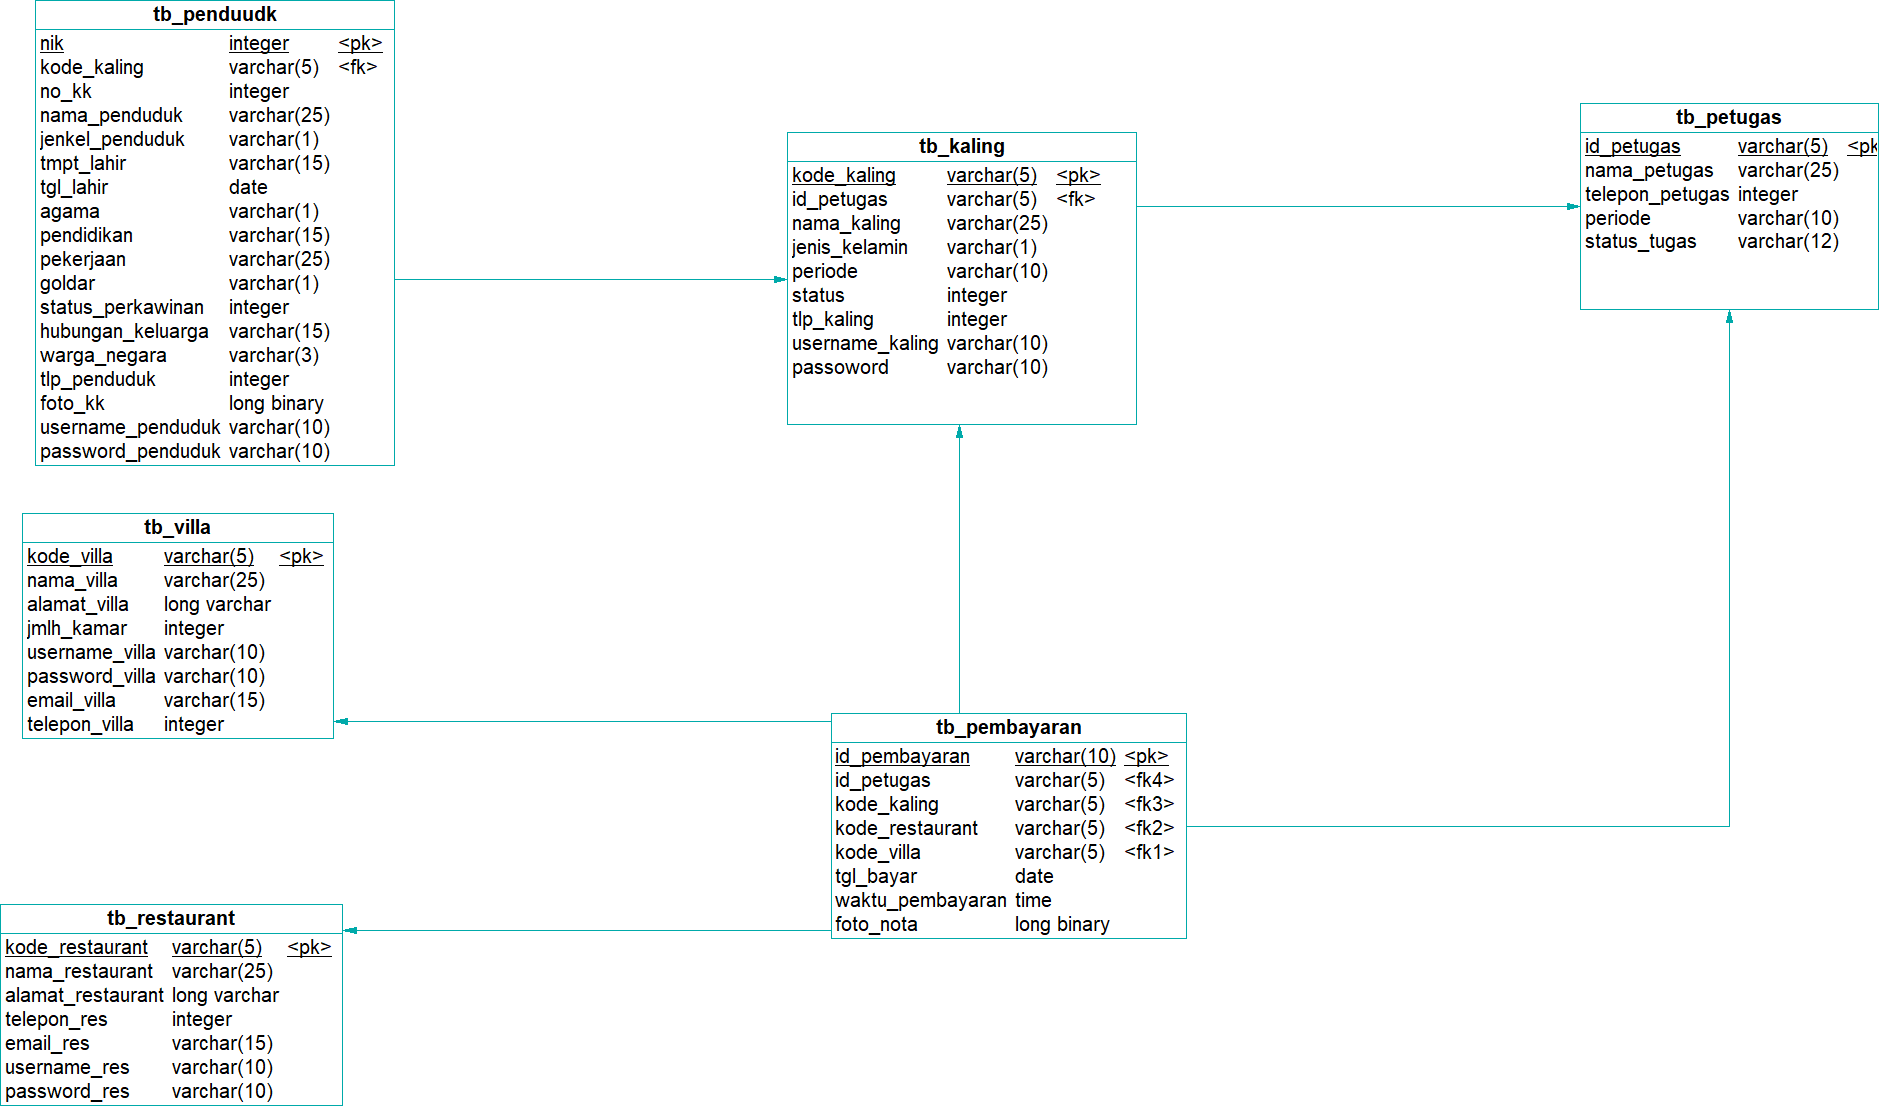 tb_penduudk
nik integer <pk>
kode_kaling varchar(5) <fk>
no_kk integer
nama_penduduk varchar(25)
jenkel_penduduk varchar(1)
tmpt_lahir varchar(15)
tgl_lahir date
agama varchar(1)
pendidikan varchar(15)
pekerjaan varchar(25)
goldar varchar(1)
status_perkawinan integer
hubungan_keluarga varchar(15)
warga_negara varchar(3)
tlp_penduduk integer
foto_kk long binary
username_penduduk varchar(10)
password_penduduk varchar(10)
tb_kaling
kode_kaling varchar(5) <pk>
id_petugas varchar(5) <fk>
nama_kaling varchar(25)
jenis_kelamin varchar(1)
periode varchar(10)
status integer
tlp_kaling integer
username_kaling varchar(10)
passoword varchar(10)
tb_petugas
id_petugas varchar(5) <pk
nama_petugas varchar(25)
telepon_petugas integer
periode varchar(10)
status_tugas varchar(12)
tb_villa
kode_villa varchar(5) <pk>
nama_villa varchar(25)
alamat_villa long varchar
jmlh_kamar integer
username_villa varchar(10)
password_villa varchar(10)
email_villa varchar(15)
telepon_villa integer
tb_pembayaran
id_pembayaran varchar(10) <pk>
id_petugas varchar(5) <fk4>
kode_kaling varchar(5) <fk3>
kode_restaurant varchar(5) <fk2>
kode_villa varchar(5) <fk1>
tgl_bayar date
waktu_pembayaran time
foto_nota long binary
tb_restaurant
kode_restaurant varchar(5) <pk>
nama_restaurant varchar(25)
alamat_restaurant long varchar
telepon_res integer
email_res varchar(15)
username_res varchar(10)
password_res varchar(10)